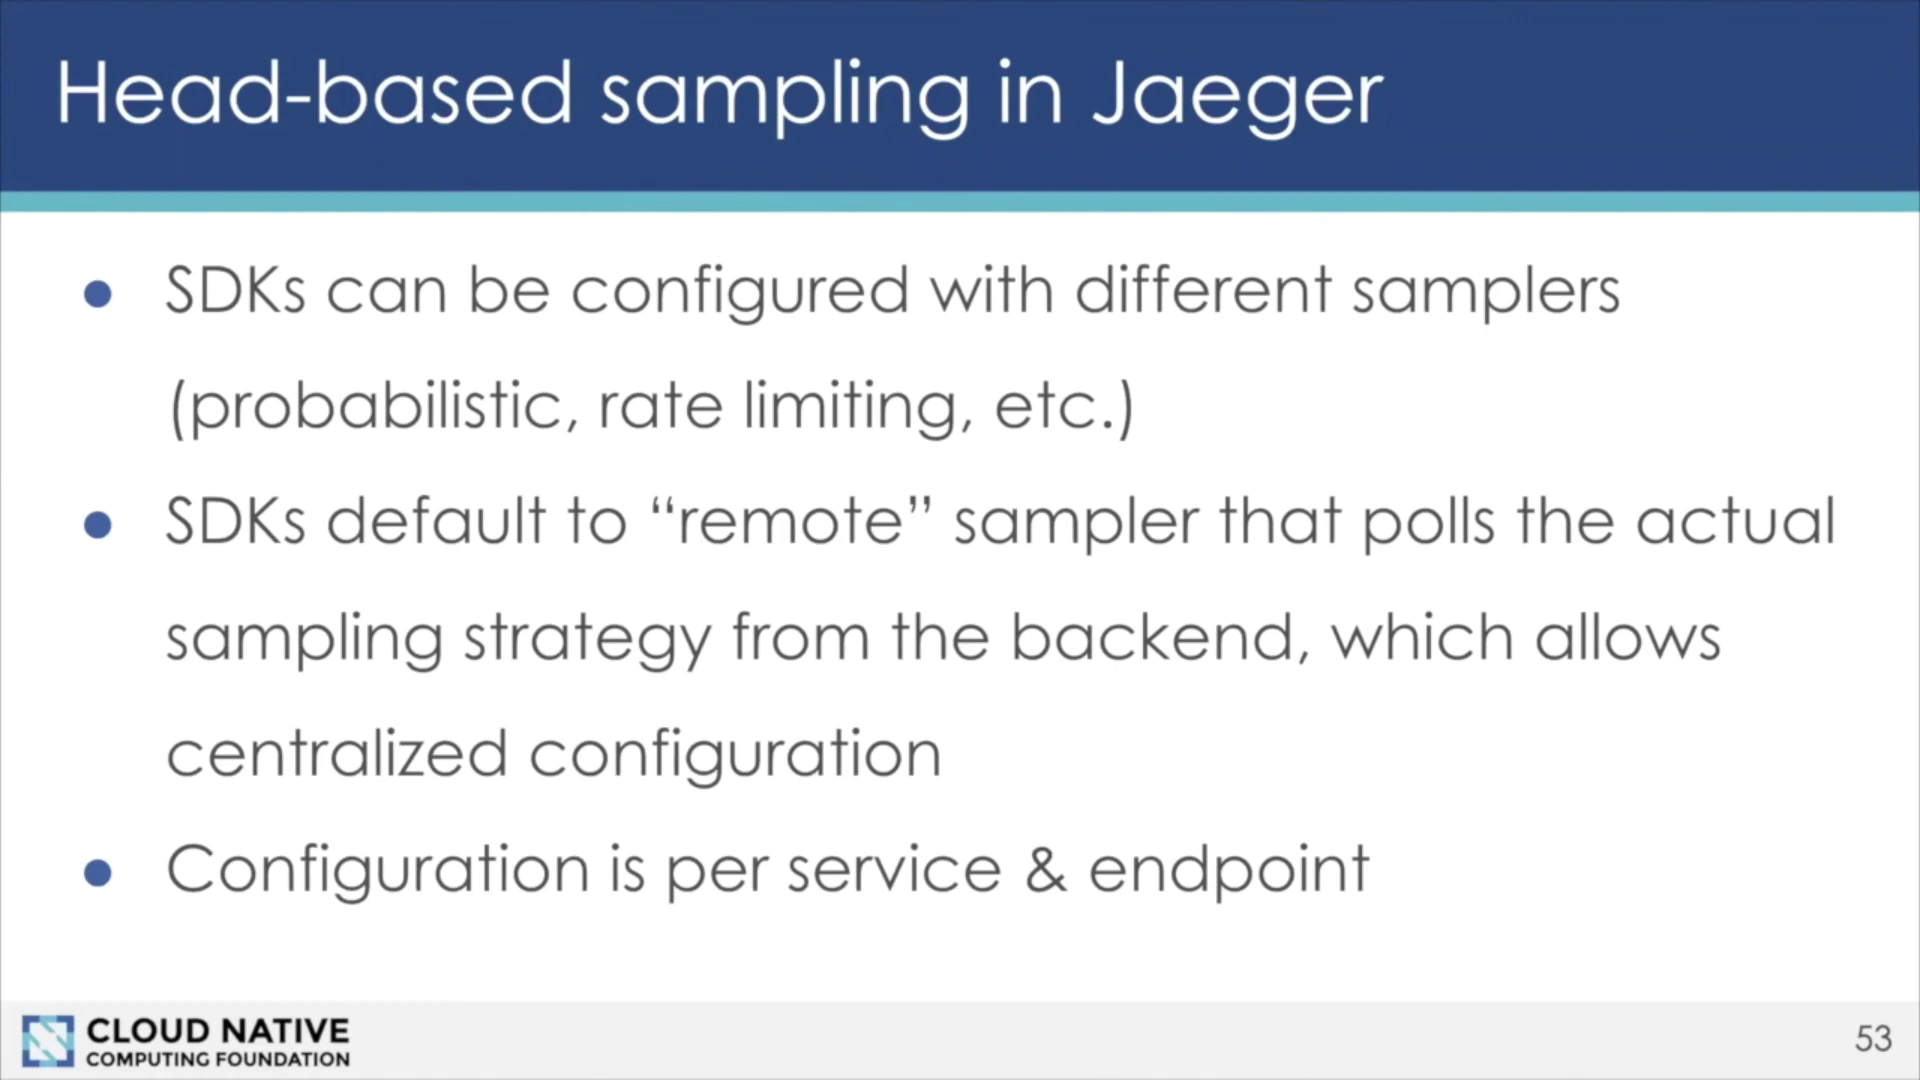 Head-based sampling in Jaeger
● SDKs can be configured with different samplers
(probabilistic, rate limiting, etc.)
● SDKs default to “remote” sampler that polls the actual
sampling strategy from the backend, which allows
centralized configuration
● Configuration is per service & endpoint
CLOUD NATIVE
COMPUTING FOUNDATION
53